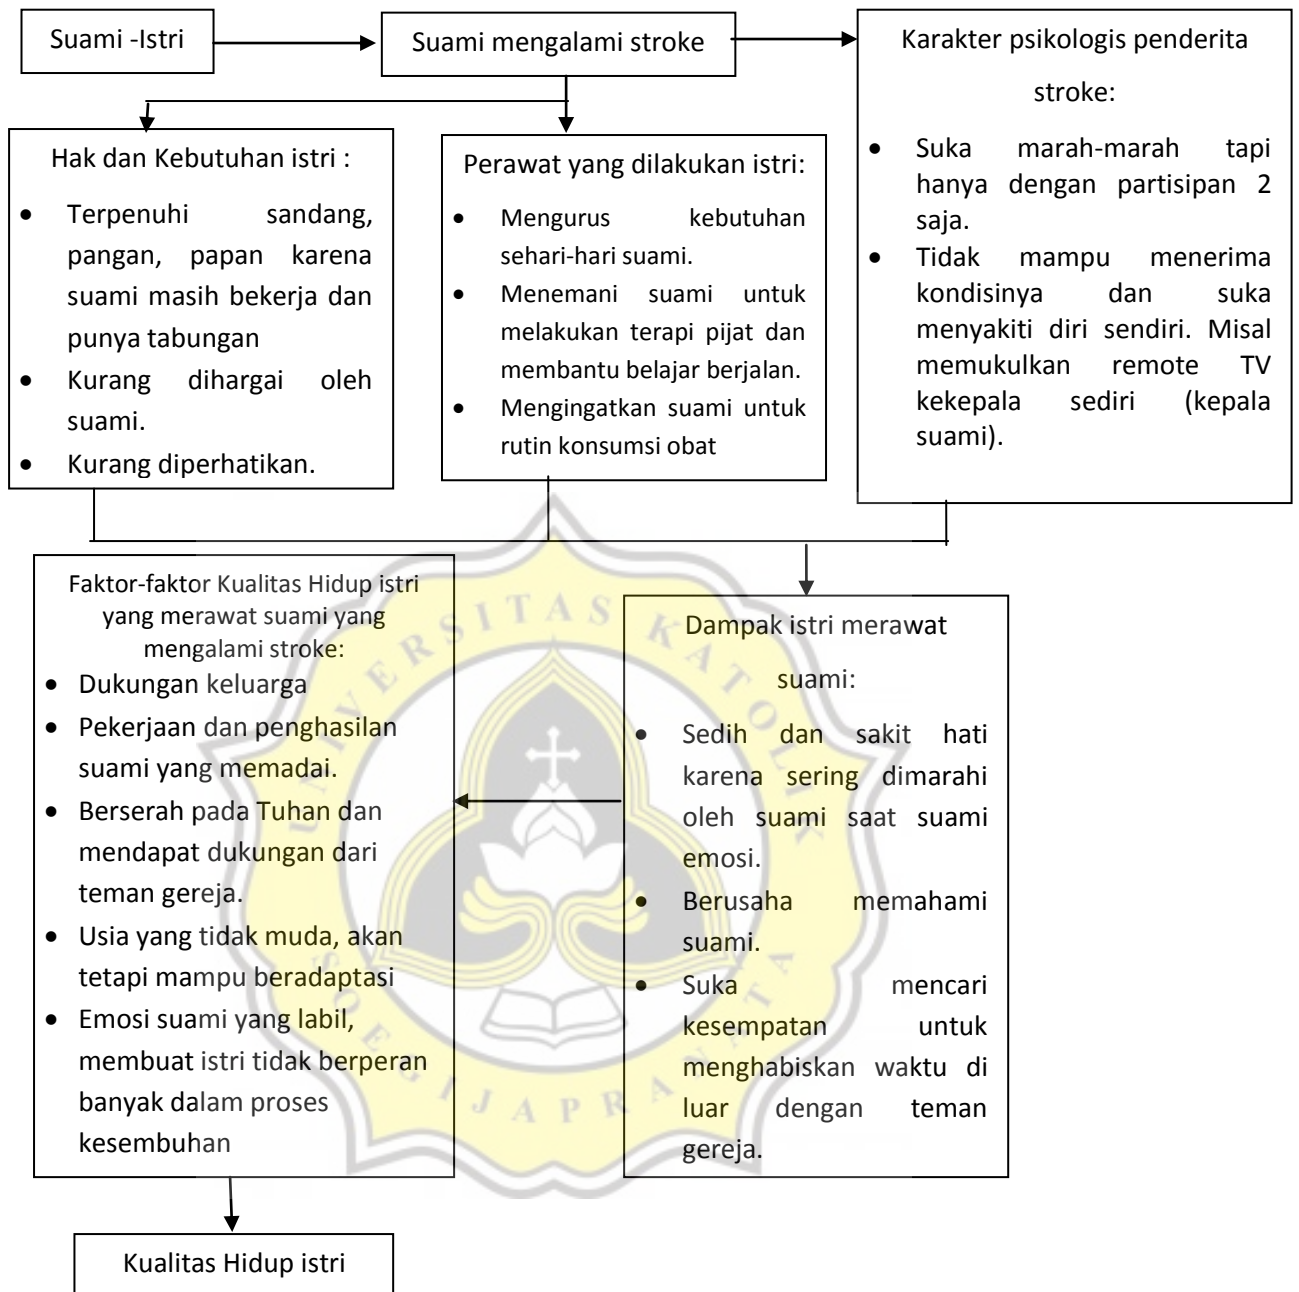 Suami -Istri
Suami mengalami stroke
Karakter psikologis penderita
stroke:
• Suka marah-marah tapi
hanya dengan partisipan 2
saja.
• Tidak mampu menerima
kondisinya dan suka
menyakiti diri sendiri. Misal
memukulkan remote TV
kekepala sediri (kepala
suami).
Hak dan Kebutuhan istri :
• Terpenuhi sandang,
pangan, papan karena
suami masih bekerja dan
punya tabungan
• Kurang dihargai oleh
suami.
• Kurang diperhatikan.
Perawat yang dilakukan istri:
• Mengurus kebutuhan
sehari-hari suami.
• Menemani suami untuk
melakukan terapi pijat dan
membantu belajar berjalan.
• Mengingatkan suami untuk
rutin konsumsi obat
Faktor-faktor Kualitas Hidup istri
yang merawat suami yang
mengalami stroke:
• Dukungan keluarga
• Pekerjaan dan penghasilan
suami yang memadai.
• Berserah pada Tuhan dan
mendapat dukungan dari
teman gereja.
• Usia yang tidak muda, akan
tetapi mampu beradaptasi
• Emosi suami yang labil,
membuat istri tidak berperan
banyak dalam proses
kesembuhan
Dampak istri merawat
suami:
• Sedih dan sakit hati
karena sering dimarahi
oleh suami saat suami
emosi.
• Berusaha memahami
suami.
• Suka mencari
kesempatan untuk
menghabiskan waktu di
luar dengan teman
gereja.
Kualitas Hidup istri
UNIVERSITAS KATOLIK
SOEGIJAPRANATA